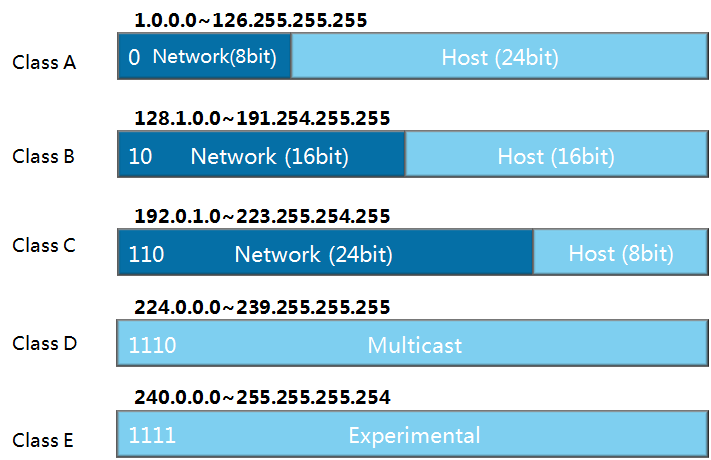 1.0.0.0~126.255.255.255
Class A 0 Network(8bit) Host (24bit)
128.1.0.0~191.254.255.255
Class B 10 Network (16bit) Host (16bit)
192.0.1.0~223.255.254.255
Class C 110 Network (24bit) Host (8bit)
224.0.0.0~239.255.255.255
Class D 1110 Multicast
240.0.0.0~255.255.255.254
Class E 1111 Experimental